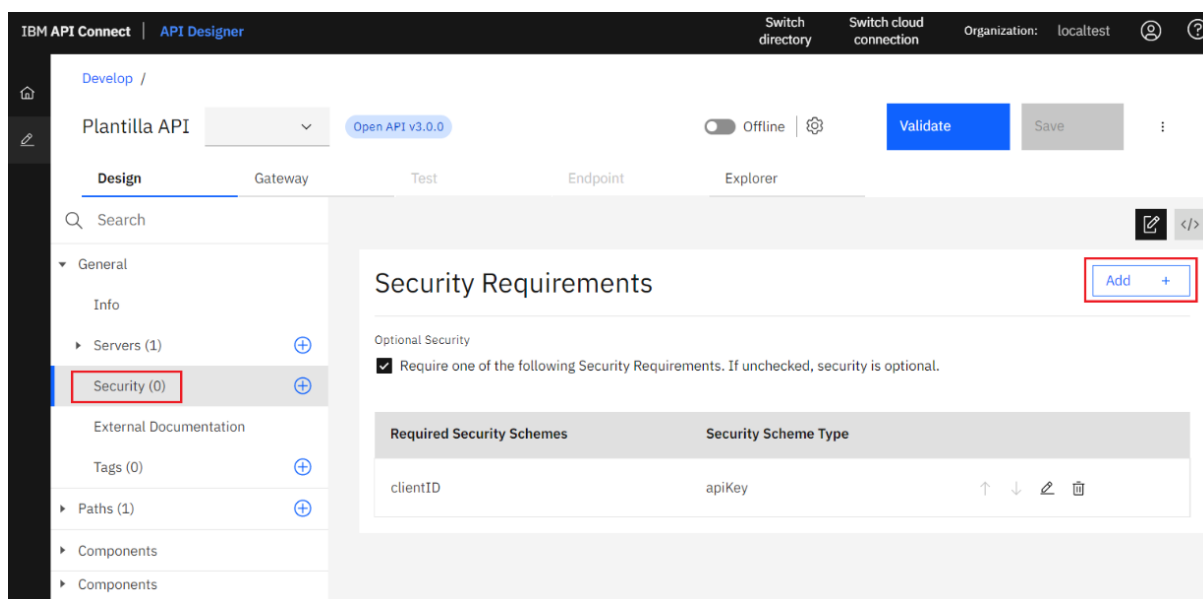 IBM API Connect | API Designer
Switch directory
Switch cloud connection
Organization: localtest
Develop /
Plantilla API
Open API v3.0.0
Offline
Validate
Save
Design Gateway Test Endpoint Explorer
Search
</>
General
Security Requirements
Add +
Info
Optional Security
Servers (1)
Require one of the following Security Requirements. If unchecked, security is optional.
Security (0)
External Documentation
Required Security Schemes Security Scheme Type
Tags (0)
clientID apiKey
Paths (1)
Components
Components